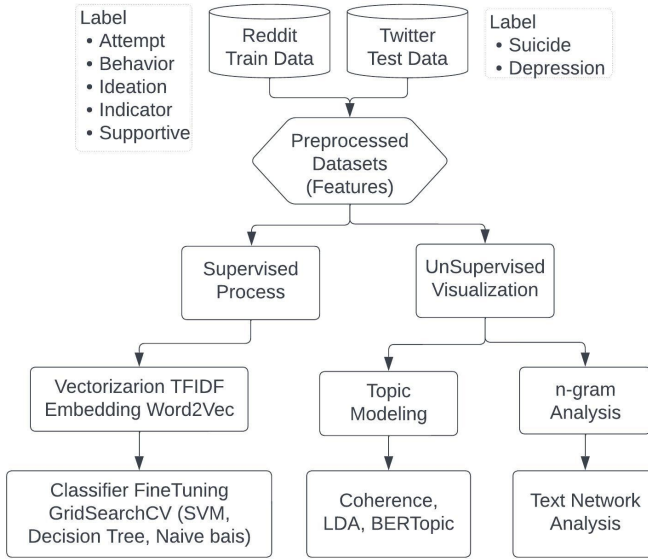 Label
• Attempt
• Behavior
• Ideation
• Indicator
• Supportive
Reddit
Train Data
Twitter
Test Data
Label
• Suicide
• Depression
Preprocessed
Datasets
(Features)
Supervised
Process
UnSupervised
Visualization
Vectorizarion TFIDF
Embedding Word2Vec
Topic
Modeling
n-gram
Analysis
Classifier FineTuning
GridSearchCV (SVM,
Decision Tree, Naive bais)
Coherence,
LDA, BERTopic
Text Network
Analysis